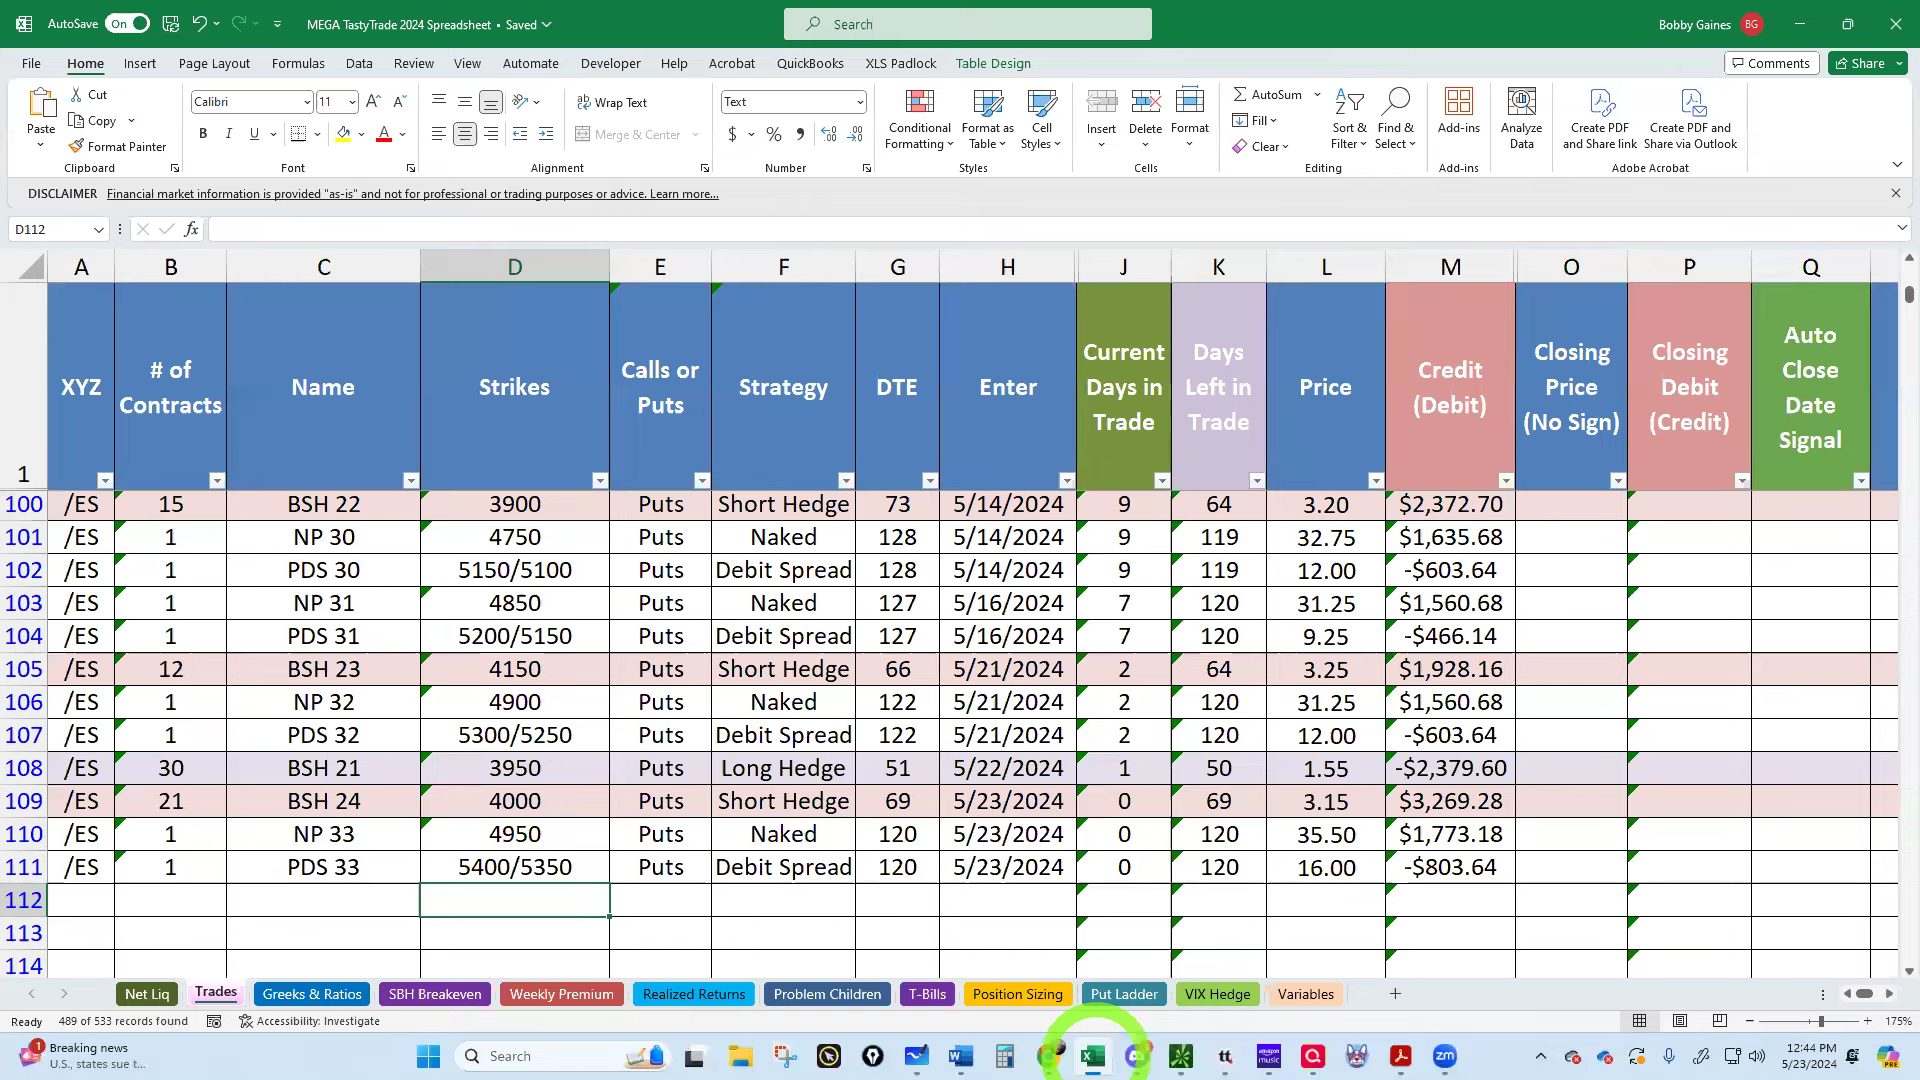 AutoSave On MEGA TastyTrade 2024 Spreadsheet • Saved Search Bobby Gaines BG
File Home Insert Page Layout Formulas Data Review View Automate Developer Help Acrobat QuickBooks XLS Padlock Table Design Comments Share
Paste Cut Copy Format Painter Clipboard
Calibri 11 B I U Font
Wrap Text Merge & Center Alignment
Text $ % , Number
Conditional Formatting Format as Table Cell Styles Styles
Insert Delete Format Cells
AutoSum Fill Clear Sort & Filter Find & Select Editing
Add-ins Add-ins
Analyze Data
Create PDF and Share link Create PDF and Share via Outlook Adobe Acrobat
DISCLAIMER Financial market information is provided "as-is" and not for professional or trading purposes or advice. Learn more...
D112 fx
A B C D E F G H J K L M O P Q
1 XYZ # of Contracts Name Strikes Calls or Puts Strategy DTE Enter Current Days in Trade Days Left in Trade Price Credit (Debit) Closing Price (No Sign) Closing Debit (Credit) Auto Close Date Signal
100 /ES 15 BSH 22 3900 Puts Short Hedge 73 5/14/2024 9 64 3.20 $2,372.70
101 /ES 1 NP 30 4750 Puts Naked 128 5/14/2024 9 119 32.75 $1,635.68
102 /ES 1 PDS 30 5150/5100 Puts Debit Spread 128 5/14/2024 9 119 12.00 -$603.64
103 /ES 1 NP 31 4850 Puts Naked 127 5/16/2024 7 120 31.25 $1,560.68
104 /ES 1 PDS 31 5200/5150 Puts Debit Spread 127 5/16/2024 7 120 9.25 -$466.14
105 /ES 12 BSH 23 4150 Puts Short Hedge 66 5/21/2024 2 64 3.25 $1,928.16
106 /ES 1 NP 32 4900 Puts Naked 122 5/21/2024 2 120 31.25 $1,560.68
107 /ES 1 PDS 32 5300/5250 Puts Debit Spread 122 5/21/2024 2 120 12.00 -$603.64
108 /ES 30 BSH 21 3950 Puts Long Hedge 51 5/22/2024 1 50 1.55 -$2,379.60
109 /ES 21 BSH 24 4000 Puts Short Hedge 69 5/23/2024 0 69 3.15 $3,269.28
110 /ES 1 NP 33 4950 Puts Naked 120 5/23/2024 0 120 35.50 $1,773.18
111 /ES 1 PDS 33 5400/5350 Puts Debit Spread 120 5/23/2024 0 120 16.00 -$803.64
112
113
114
Net Liq Trades Greeks & Ratios SBH Breakeven Weekly Premium Realized Returns Problem Children T-Bills Position Sizing Put Ladder VIX Hedge Variables
Ready 489 of 533 records found Accessibility: Investigate 175%
1 Breaking news
U.S., states sue t...
Search
tt
amazon music
zm
12:44 PM
5/23/2024
PRE